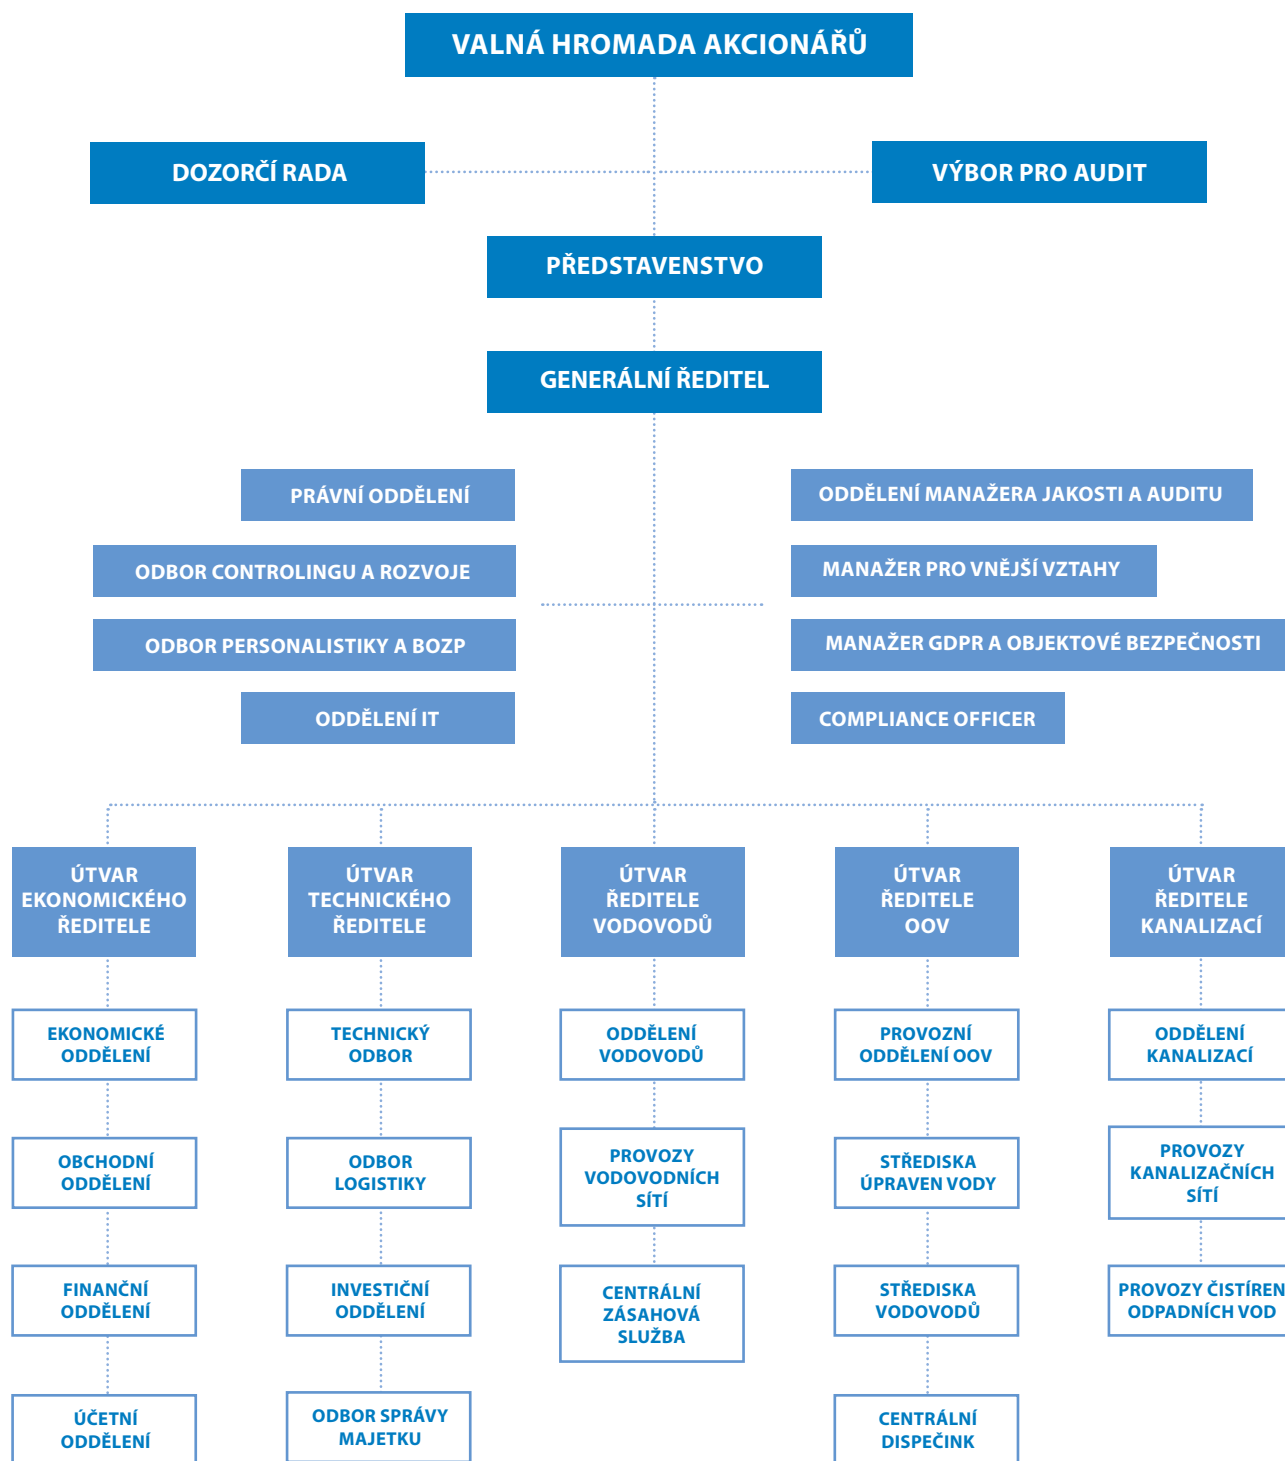 VALNÁ HROMADA AKCIONÁŘŮ
DOZORČÍ RADA
VÝBOR PRO AUDIT
PŘEDSTAVENSTVO
GENERÁLNÍ ŘEDITEL
PRÁVNÍ ODDĚLENÍ
ODDĚLENÍ MANAŽERA JAKOSTI A AUDITU
ODBOR CONTROLINGU A ROZVOJE
MANAŽER PRO VNĚJŠÍ VZTAHY
ODBOR PERSONALISTIKY A BOZP
MANAŽER GDPR A OBJEKTOVÉ BEZPEČNOSTI
ODDĚLENÍ IT
COMPLIANCE OFFICER
ÚTVAR
EKONOMICKÉHO
ŘEDITELE
ÚTVAR
TECHNICKÉHO
ŘEDITELE
ÚTVAR
ŘEDITELE
VODOVODŮ
ÚTVAR
ŘEDITELE
OOV
ÚTVAR
ŘEDITELE
KANALIZACÍ
EKONOMICKÉ
ODDĚLENÍ
TECHNICKÝ
ODBOR
ODDĚLENÍ
VODOVODŮ
PROVOZNÍ
ODDĚLENÍ OOV
ODDĚLENÍ
KANALIZACÍ
OBCHODNÍ
ODDĚLENÍ
ODBOR
LOGISTIKY
PROVOZY
VODOVODNÍCH
SÍTÍ
STŘEDISKA
ÚPRAVEN VODY
PROVOZY
KANALIZAČNÍCH
SÍTÍ
FINANČNÍ
ODDĚLENÍ
INVESTIČNÍ
ODDĚLENÍ
CENTRÁLNÍ
ZÁSAHOVÁ
SLUŽBA
STŘEDISKA
VODOVODŮ
PROVOZY ČISTÍREN
ODPADNÍCH VOD
ÚČETNÍ
ODDĚLENÍ
ODBOR SPRÁVY
MAJETKU
CENTRÁLNÍ
DISPEČINK